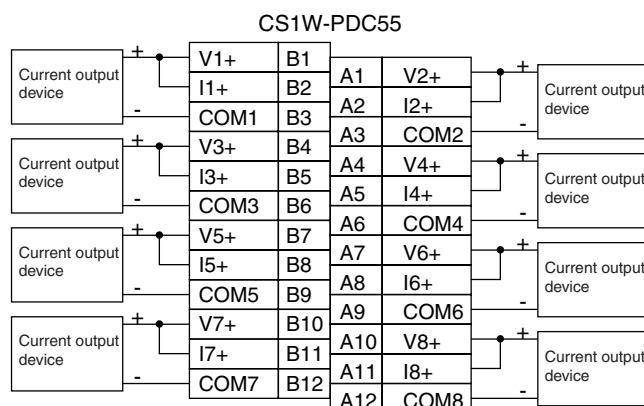 CS1W-PDC55
Current output
device
+
-
V1+ B1
I1+ B2
COM1 B3
Current output
device
+
-
V3+ B4
I3+ B5
COM3 B6
Current output
device
+
-
V5+ B7
I5+ B8
COM5 B9
Current output
device
+
-
V7+ B10
I7+ B11
COM7 B12
A1 V2+
A2 I2+
A3 COM2
+
-
Current output
device
A4 V4+
A5 I4+
A6 COM4
+
-
Current output
device
A7 V6+
A8 I6+
A9 COM6
+
-
Current output
device
A10 V8+
A11 I8+
A12 COM8
+
-
Current output
device